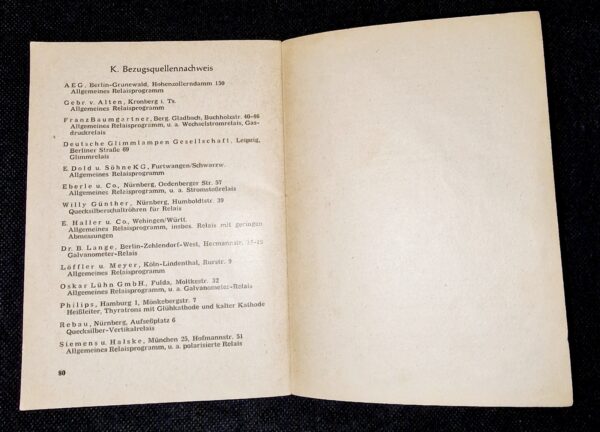 K. Bezugsquellennachweis
AEG, Berlin-Grunewald, Hohenzollerndamm 150
Allgemeines Relaisprogramm
Gebr. v. Alten, Kronberg i. Ts.
Allgemeines Relaisprogramm
Franz Baumgartner, Berg. Gladbach, Buchholzstr. 40-46
Allgemeines Relaisprogramm, u. a. Wechselstromrelais, Gas-
druckrelais
Deutsche Glimmlampen Gesellschaft, Leipzig,
Berliner Straße 69
Glimmrelais
E. Dold u. Söhne KG, Furtwangen/Schwarzw.
Allgemeines Relaisprogramm
Eberle u. Co, Nürnberg, Oedenberger Str. 57
Allgemeines Relaisprogramm, u. a. Stromstoßrelais
Willy Günther, Nürnberg, Humboldtstr. 39
Quecksilberschaltröhren für Relais
E. Haller u. Co, Wehingen/Württ.
Allgemeines Relaisprogramm, insbes. Relais mit geringen
Abmessungen
Dr. B. Lange, Berlin-Zehlendorf-West, Hermannstr.
Galvanometer-Relais
Löffler u. Meyer, Köln-Lindenthal, Rurstr. 9
Allgemeines Relaisprogramm
Oskar Lühn GmbH, Fulda, Moltkestr. 32
Allgemeines Relaisprogramm, u. a. Galvanometer-Relais
Philips, Hamburg 1, Mönkebergstr. 7
Heißleiter, Thyratrons mit Glühkathode und kalter Kathode
Rebau, Nürnberg, Aufseßplatz 6
Quecksilber-Vertikalrelais
Siemens u. Halske, München 25, Hofmannstr. 51
Allgemeines Relaisprogramm, u. a. polarisierte Relais
80